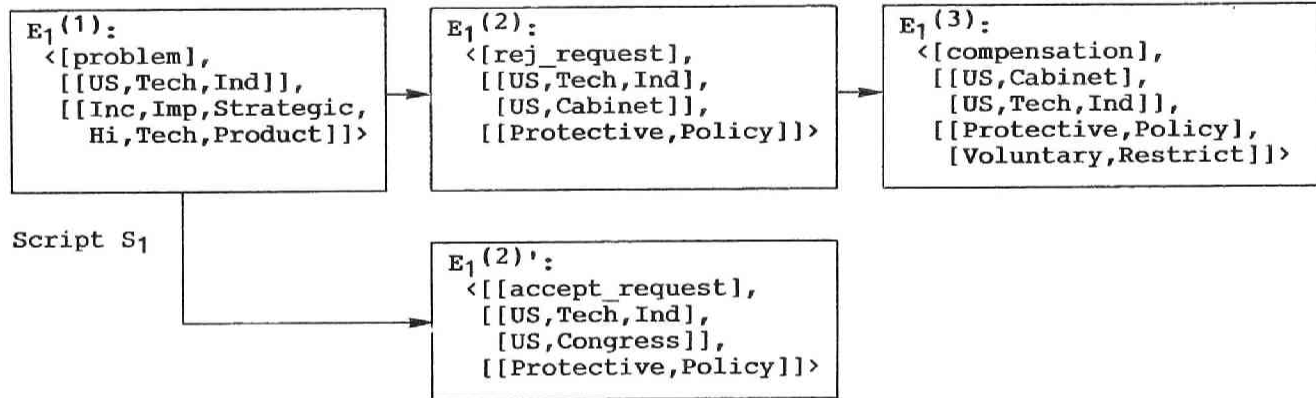 E₁(1):
<[problem],
[[US,Tech,Ind]],
[[Inc,Imp,Strategic,
Hi,Tech,Product]]>
E₁(2):
<[rej_request],
[[US,Tech,Ind],
[US,Cabinet]],
[[Protective,Policy]]>
E₁(3):
<[compensation],
[[US,Cabinet],
[US,Tech,Ind]],
[[Protective,Policy],
[Voluntary,Restrict]]>
Script S₁
E₁(2)':
<[[accept_request],
[[US,Tech,Ind],
[US,Congress]],
[[Protective,Policy]]>